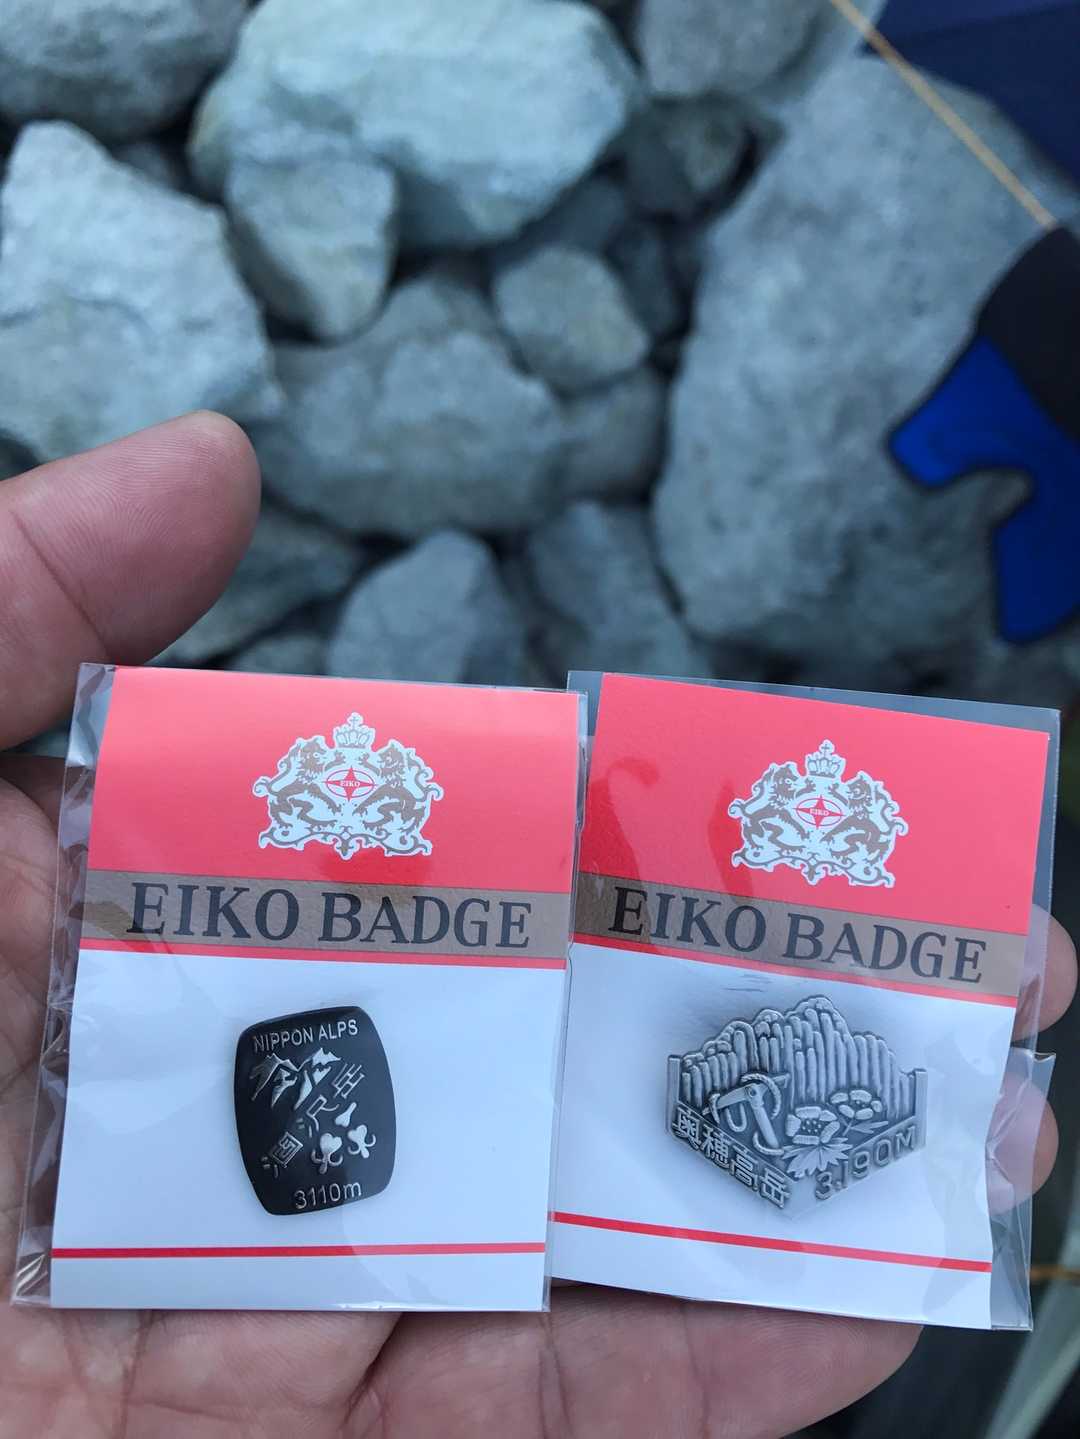 EIKO
EIKO BADGE
NIPPON ALPS
涸沢岳
3110m
EIKO
EIKO BADGE
奥穂高岳
3.190M